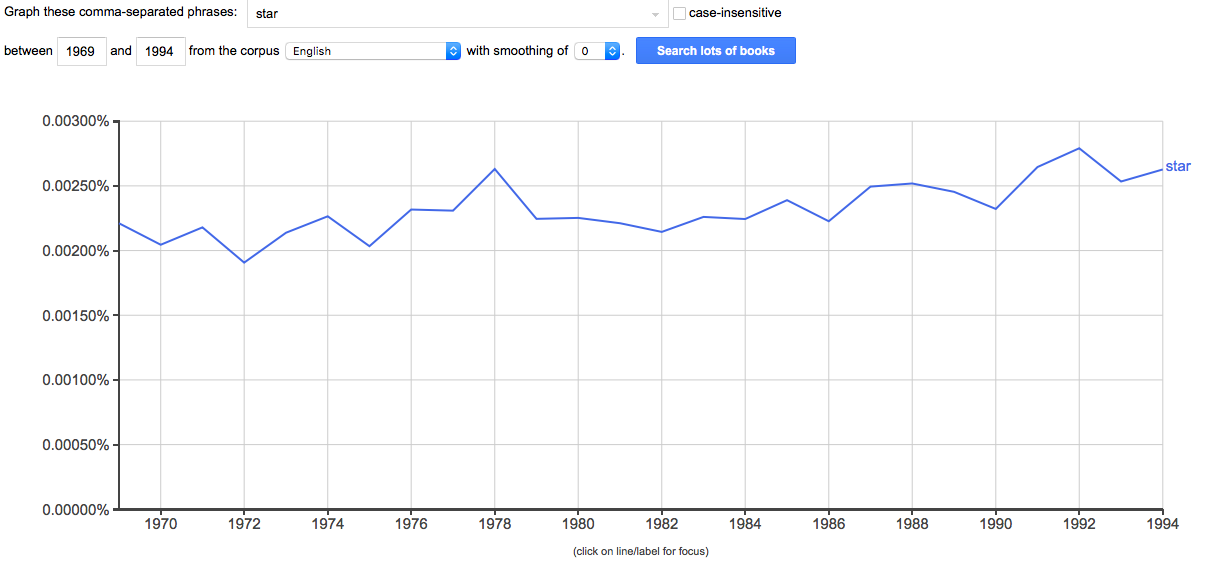 Graph these comma-separated phrases: star case-insensitive
between 1969 and 1994 from the corpus English with smoothing of 0 . Search lots of books
0.00300%
star
0.00250%
0.00200%
0.00150%
0.00100%
0.00050%
0.00000%
1970 1972 1974 1976 1978 1980 1982 1984 1986 1988 1990 1992 1994
(click on line/label for focus)